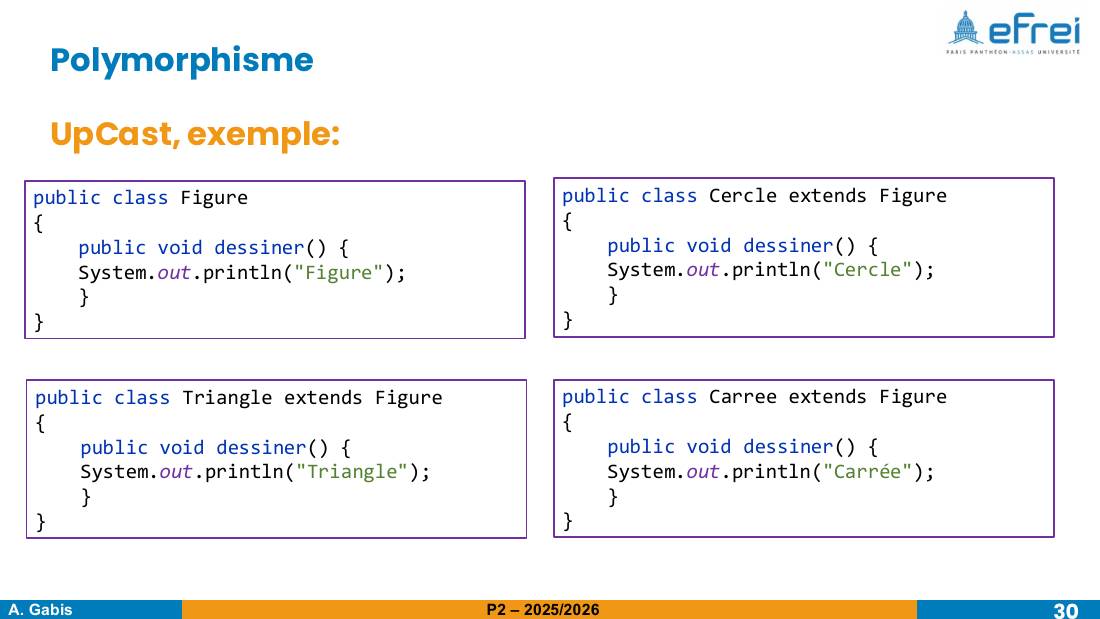 eFrei
PARIS PANTHÉON-ASSAS UNIVERSITÉ
Polymorphisme
UpCast, exemple:
public class Figure
{
    public void dessiner() {
    System.out.println("Figure");
    }
}
public class Cercle extends Figure
{
    public void dessiner() {
    System.out.println("Cercle");
    }
}
public class Triangle extends Figure
{
    public void dessiner() {
    System.out.println("Triangle");
    }
}
public class Carree extends Figure
{
    public void dessiner() {
    System.out.println("Carrée");
    }
}
A. Gabis
P2 – 2025/2026
30